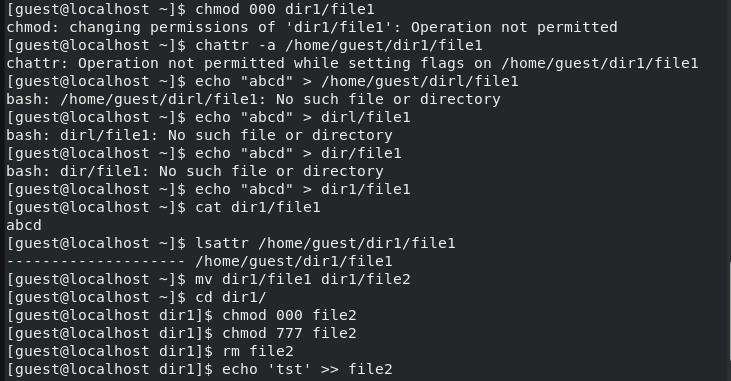 [guest@localhost ~]$ chmod 000 dir1/file1
chmod: changing permissions of 'dir1/file1': Operation not permitted
[guest@localhost ~]$ chattr -a /home/guest/dir1/file1
chattr: Operation not permitted while setting flags on /home/guest/dir1/file1
[guest@localhost ~]$ echo "abcd" > /home/guest/dirl/file1
bash: /home/guest/dirl/file1: No such file or directory
[guest@localhost ~]$ echo "abcd" > dirl/file1
bash: dirl/file1: No such file or directory
[guest@localhost ~]$ echo "abcd" > dir/file1
bash: dir/file1: No such file or directory
[guest@localhost ~]$ echo "abcd" > dir1/file1
[guest@localhost ~]$ cat dir1/file1
abcd
[guest@localhost ~]$ lsattr /home/guest/dir1/file1
-------------------- /home/guest/dir1/file1
[guest@localhost ~]$ mv dir1/file1 dir1/file2
[guest@localhost ~]$ cd dir1/
[guest@localhost dir1]$ chmod 000 file2
[guest@localhost dir1]$ chmod 777 file2
[guest@localhost dir1]$ rm file2
[guest@localhost dir1]$ echo 'tst' >> file2